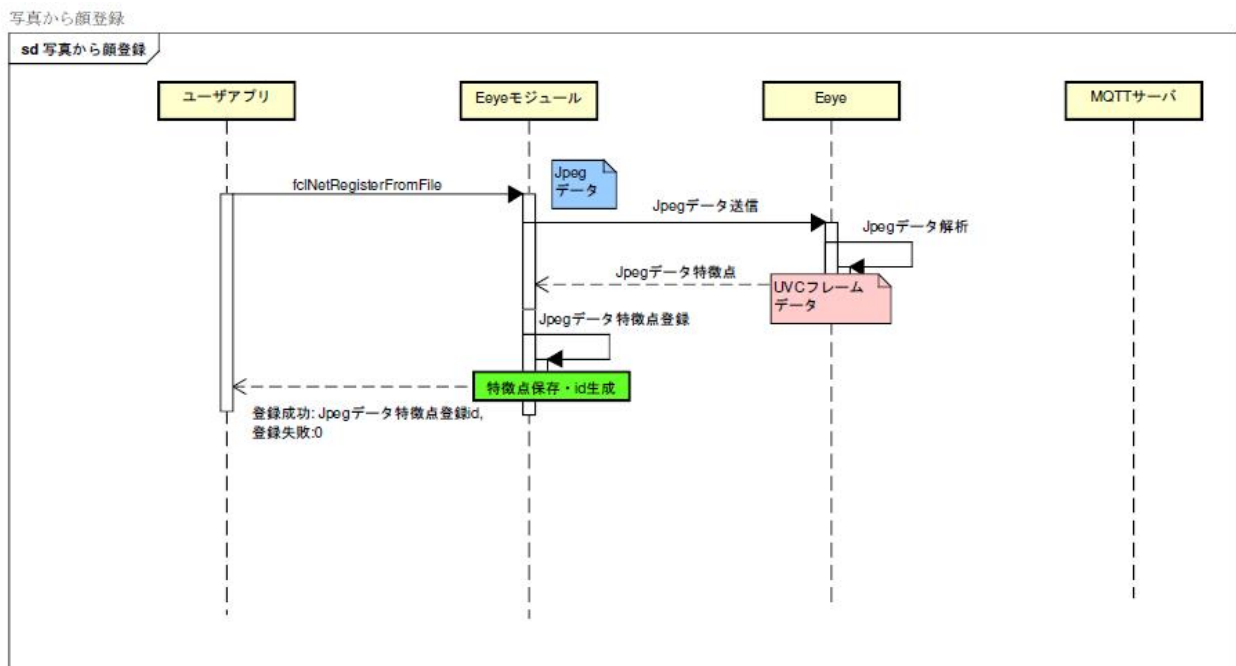 写真から顔登録
sd 写真から顔登録
ユーザアプリ
Eeyeモジュール
Eeye
MQTTサーバ
fclNetRegisterFromFile
Jpeg
データ
Jpegデータ送信
Jpegデータ解析
Jpegデータ特徴点
UVCフレーム
データ
Jpegデータ特徴点登録
特徴点保存・id生成
登録成功: Jpegデータ特徴点登録id,
登録失敗:0